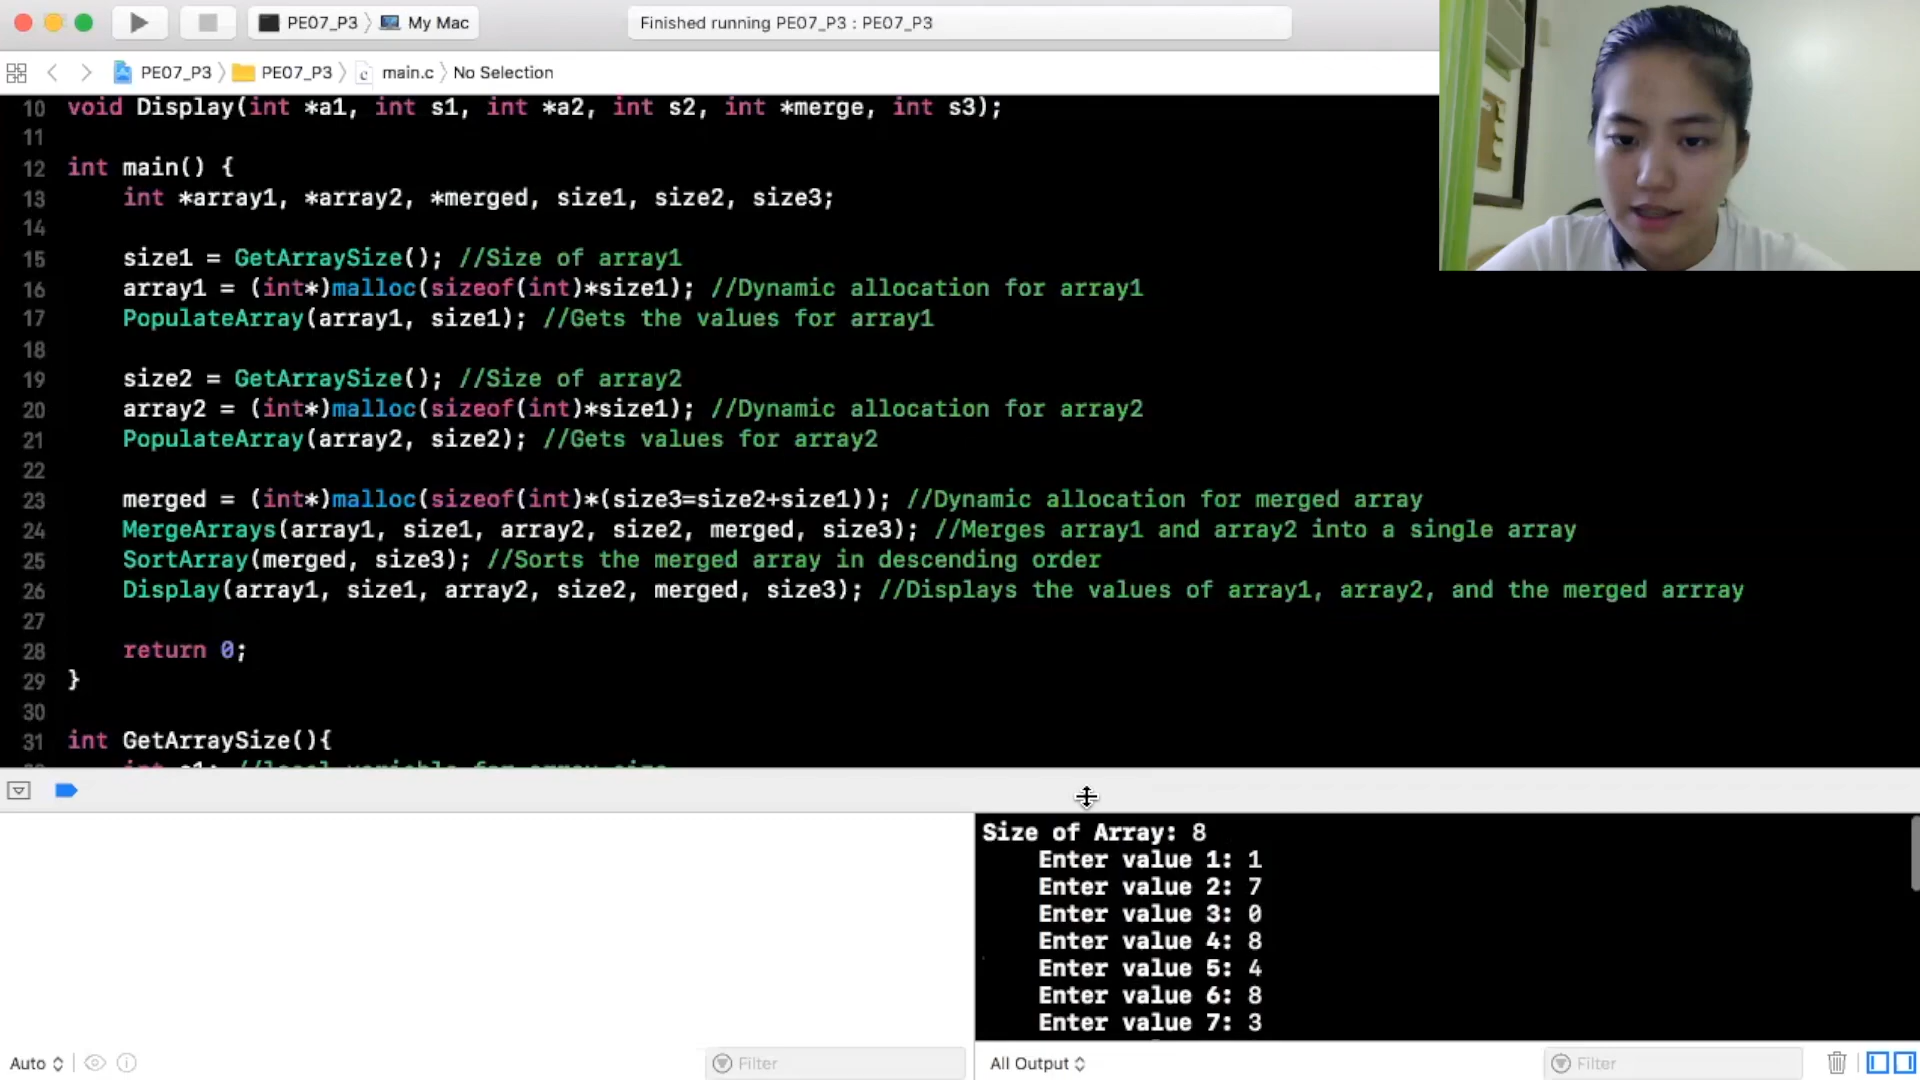 PE07_P3 〉 My Mac
Finished running PE07_P3 : PE07_P3
PE07_P3 〉 PE07_P3 〉 main.c 〉 No Selection
10 void Display(int *a1, int s1, int *a2, int s2, int *merge, int s3);
11
12 int main() {
13 int *array1, *array2, *merged, size1, size2, size3;
14
15 size1 = GetArraySize(); //Size of array1
16 array1 = (int*)malloc(sizeof(int)*size1); //Dynamic allocation for array1
17 PopulateArray(array1, size1); //Gets the values for array1
18
19 size2 = GetArraySize(); //Size of array2
20 array2 = (int*)malloc(sizeof(int)*size1); //Dynamic allocation for array2
21 PopulateArray(array2, size2); //Gets values for array2
22
23 merged = (int*)malloc(sizeof(int)*(size3=size2+size1)); //Dynamic allocation for merged array
24 MergeArrays(array1, size1, array2, size2, merged, size3); //Merges array1 and array2 into a single array
25 SortArray(merged, size3); //Sorts the merged array in descending order
26 Display(array1, size1, array2, size2, merged, size3); //Displays the values of array1, array2, and the merged arrray
27
28 return 0;
29 }
30
31 int GetArraySize(){
Size of Array: 8
Enter value 1: 1
Enter value 2: 7
Enter value 3: 0
Enter value 4: 8
Enter value 5: 4
Enter value 6: 8
Enter value 7: 3
Auto
Filter
All Output
Filter